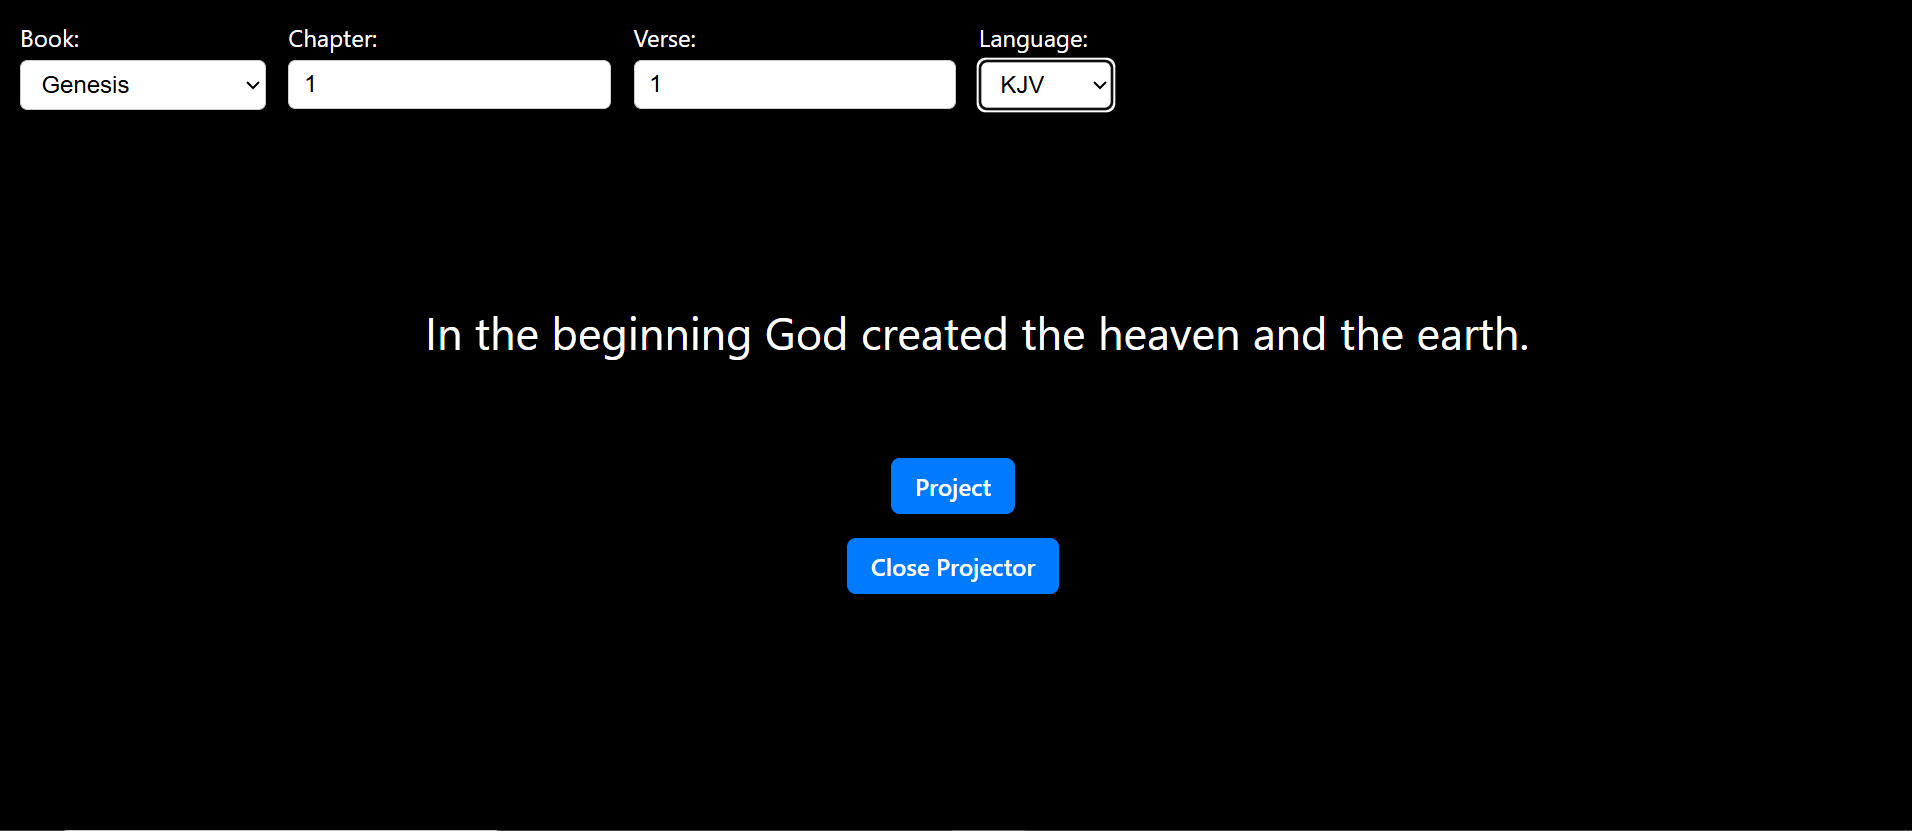 Book: Chapter: Verse: Language:
Genesis 1 1 KJV
In the beginning God created the heaven and the earth.
Project
Close Projector